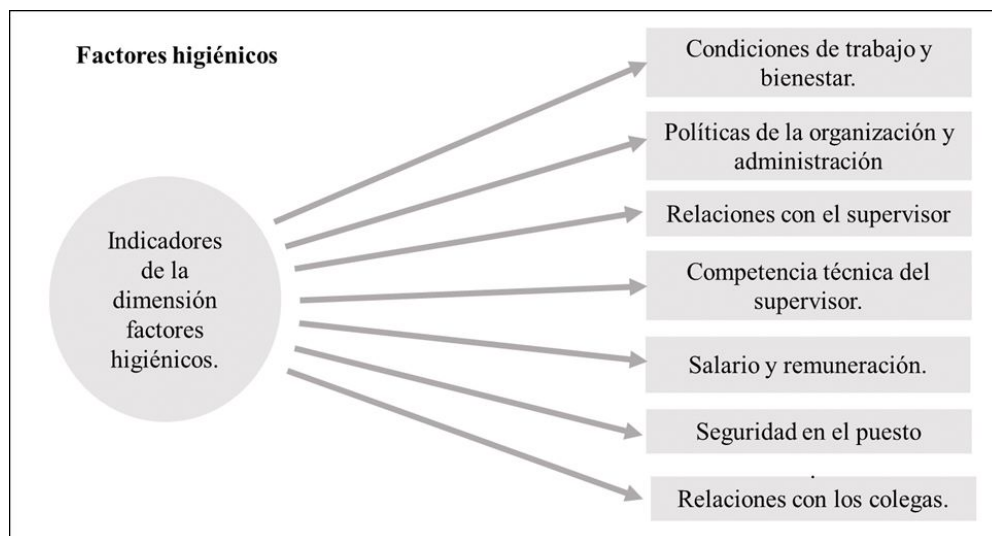 Factores higiénicos
Indicadores
de la
dimensión
factores
higiénicos.
Condiciones de trabajo y
bienestar.
Políticas de la organización y
administración
Relaciones con el supervisor
Competencia técnica del
supervisor.
Salario y remuneración.
Seguridad en el puesto
.
Relaciones con los colegas.